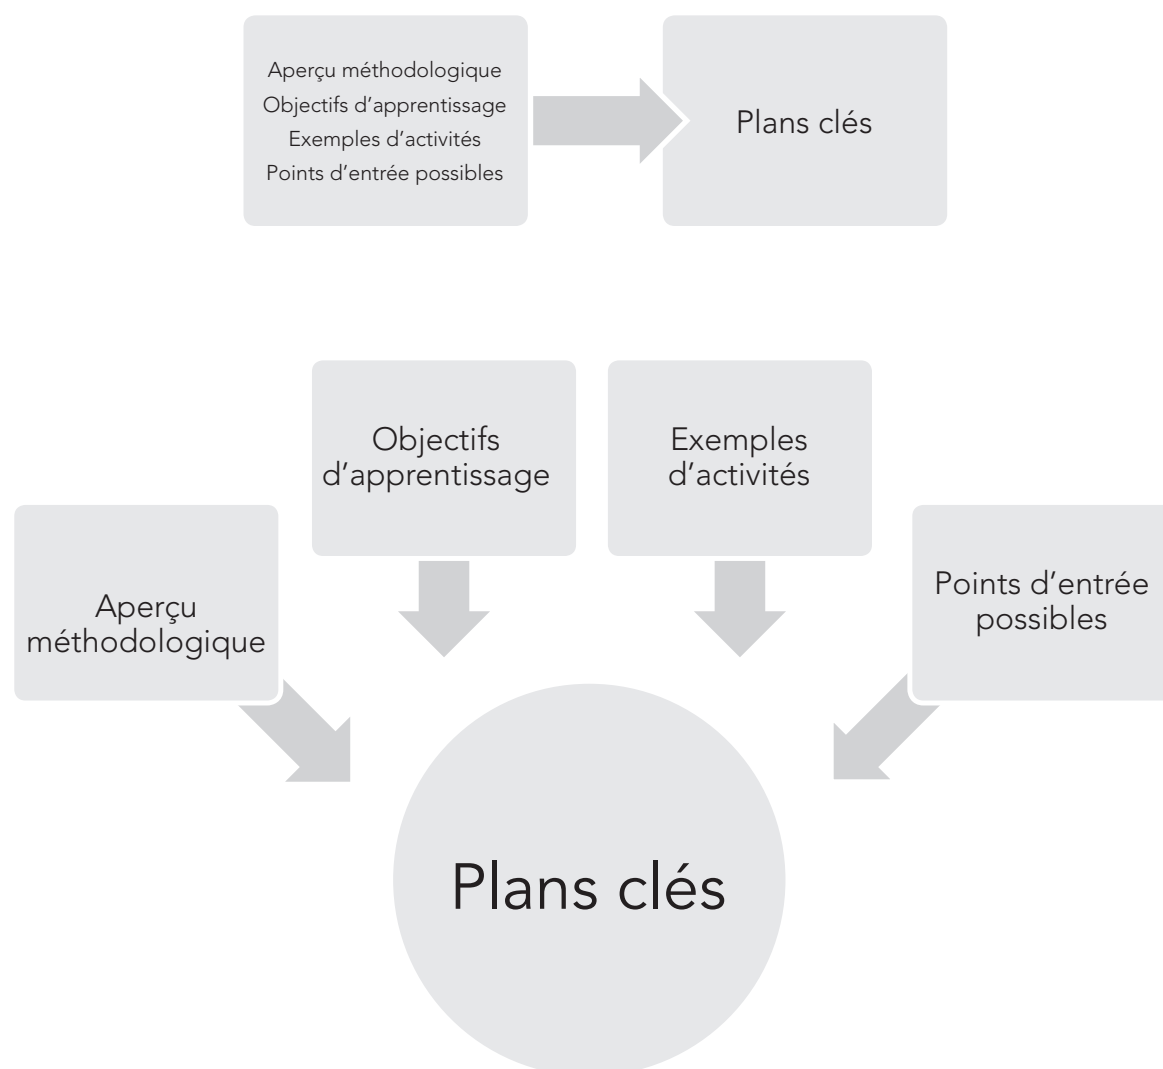 Aperçu méthodologique
Objectifs d’apprentissage
Exemples d’activités
Points d’entrée possibles
Plans clés
Objectifs
d’apprentissage
Exemples
d’activités
Aperçu
méthodologique
Points d’entrée
possibles
Plans clés